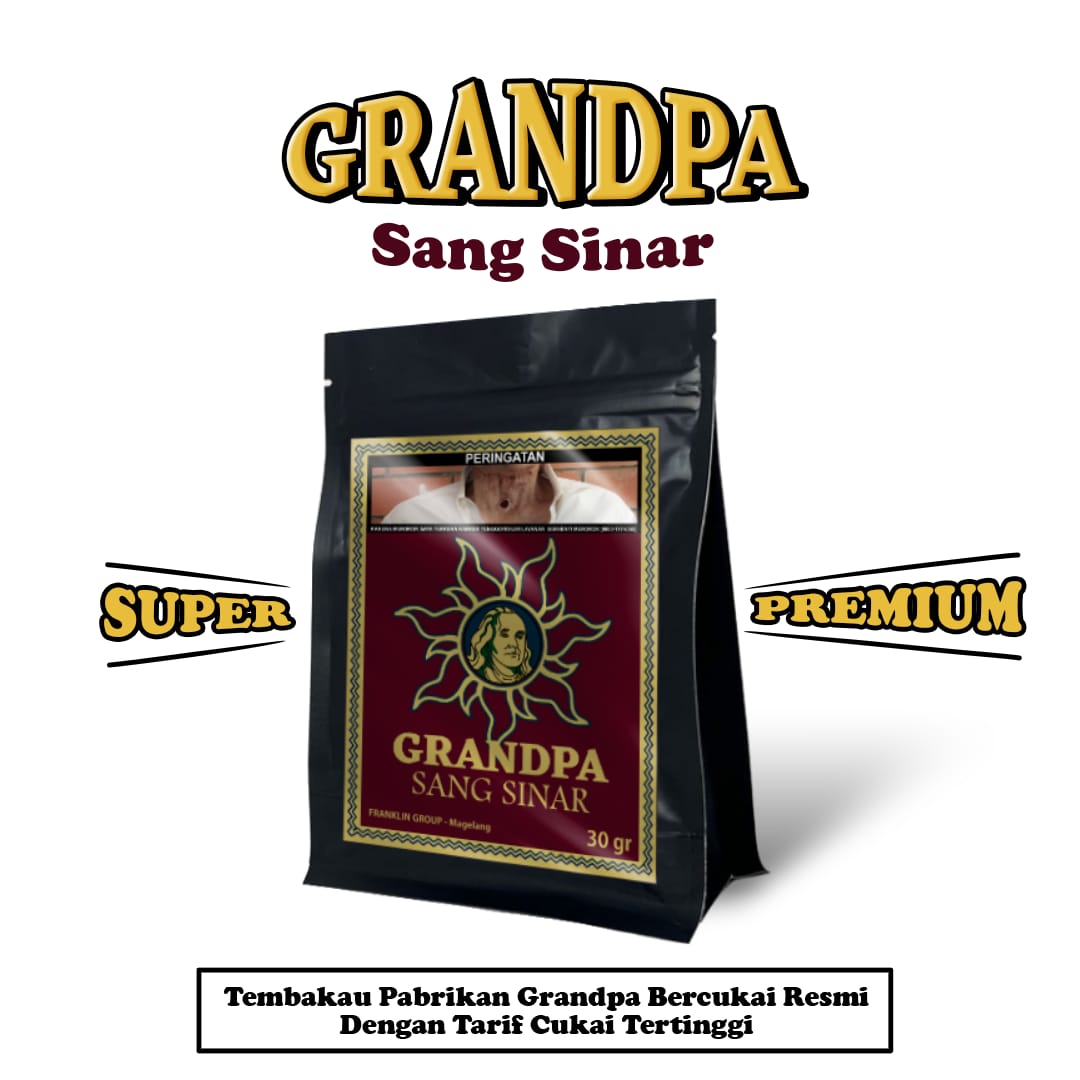 GRANDPA
Sang Sinar
PERINGATAN
SUPER
PREMIUM
GRANDPA
SANG SINAR
FRANKLIN GROUP - Magelang
30 gr
Tembakau Pabrikan Grandpa Bercukai Resmi
Dengan Tarif Cukai Tertinggi